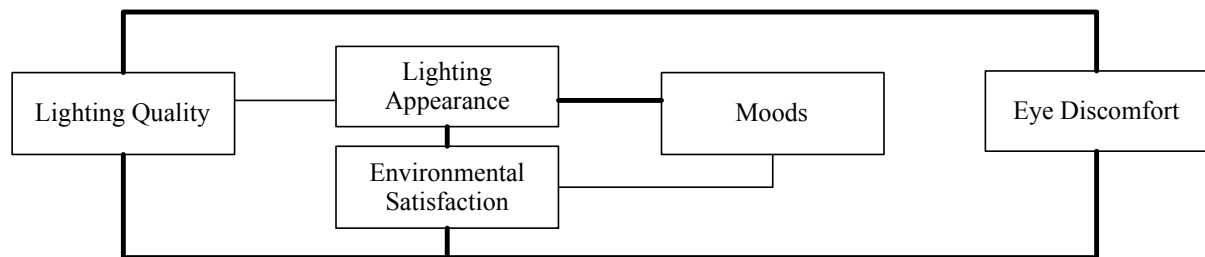 Lighting Quality
Lighting
Appearance
Moods
Eye Discomfort
Environmental
Satisfaction